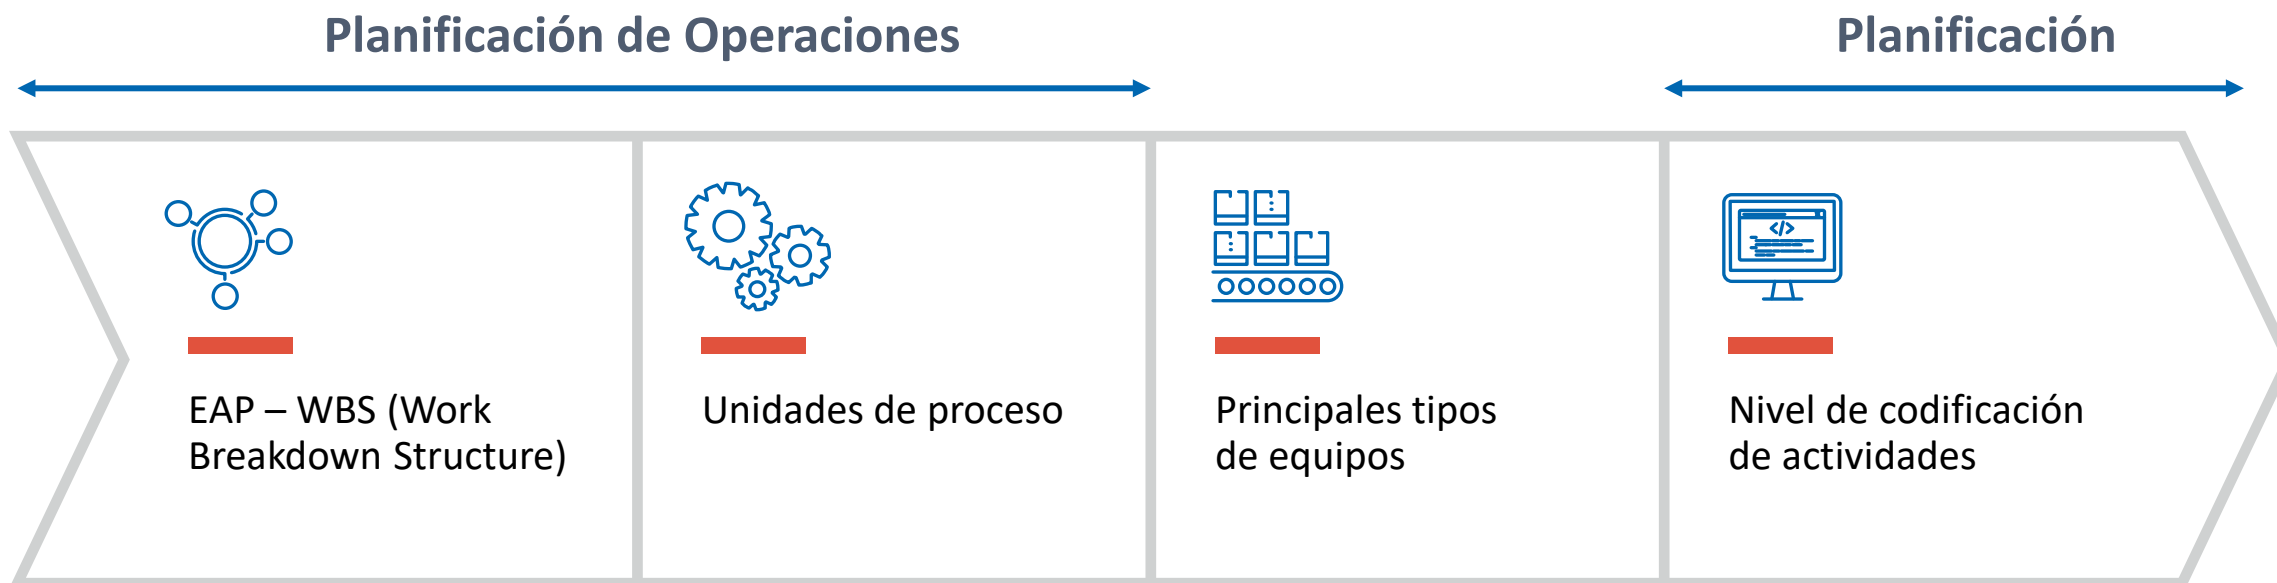 Planificación de Operaciones
Planificación
EAP – WBS (Work
Breakdown Structure)
Unidades de proceso
Principales tipos
de equipos
</>
Nivel de codificación
de actividades